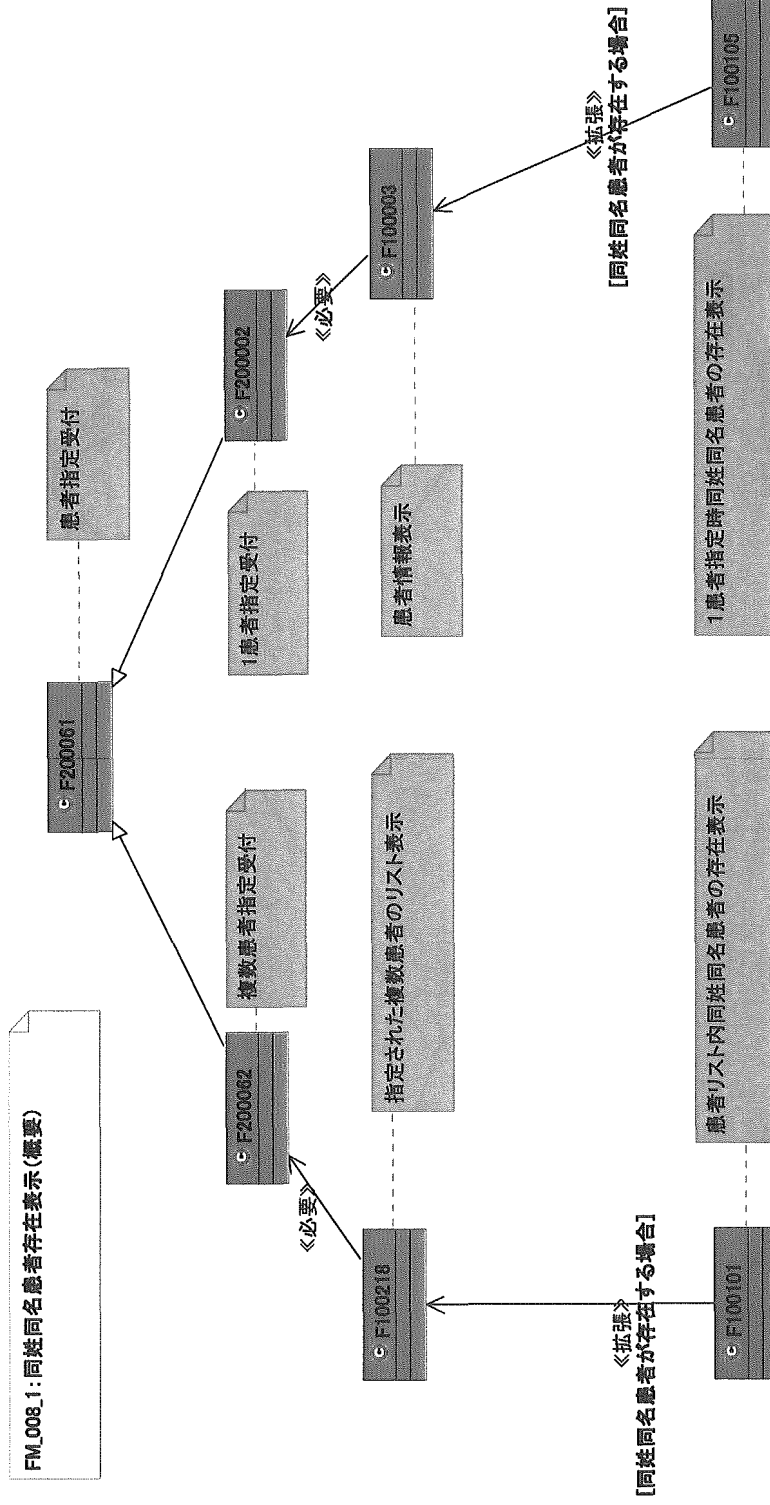 FM_008_1:同姓同名患者存在表示(概要)
C F200061
患者指定受付
C F200062
複数患者指定受付
1患者指定受付
C F200002
《必要》
《必要》
C F100218
指定された複数患者のリスト表示
患者情報表示
C F100003
《拡張》
[同姓同名患者が存在する場合]
《拡張》
[同姓同名患者が存在する場合]
C F100101
患者リスト内同姓同名患者の存在表示
1患者指定時同姓同名患者の存在表示
C F100105